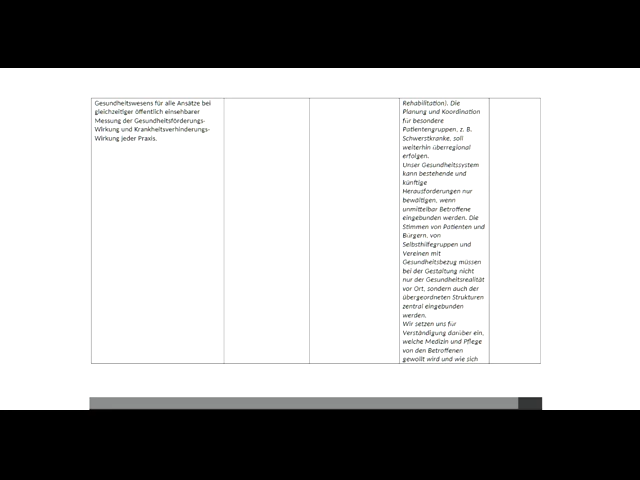 Gesundheitswesens für alle Ansätze bei
gleichzeitiger öffentlich einsehbarer
Messung der Gesundheitsförderungs-
Wirkung und Krankheitsverhinderungs-
Wirkung jeder Praxis.
Rehabilitation). Die
Planung und Koordination
für besondere
Patientengruppen, z. B.
Schwerstkranke, soll
weiterhin überregional
erfolgen.
Unser Gesundheitssystem
kann bestehende und
künftige
Herausforderungen nur
bewältigen, wenn
unmittelbar Betroffene
eingebunden werden. Die
Stimmen von Patienten und
Bürgern, von
Selbsthilfegruppen und
Vereinen mit
Gesundheitsbezug müssen
bei der Gestaltung nicht
nur der Gesundheitsrealität
vor Ort, sondern auch der
übergeordneten Strukturen
zentral eingebunden
werden.
Wir setzen uns für
Verständigung darüber ein,
welche Medizin und Pflege
von den Betroffenen
gewollt wird und wie sich